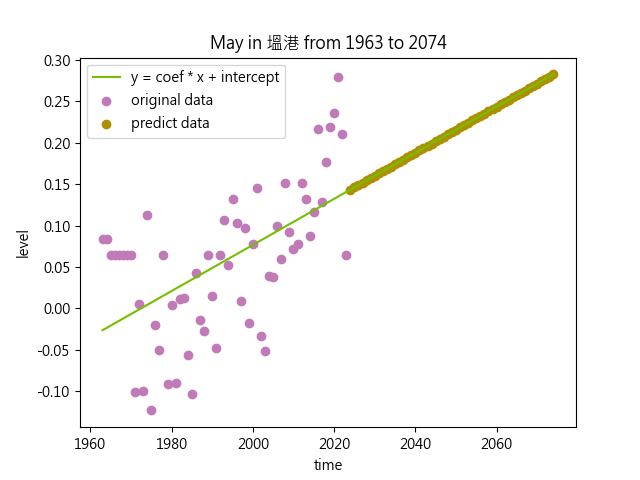 May in 塭港 from 1963 to 2074
y = coef * x + intercept
original data
predict data
level
0.30
0.25
0.20
0.15
0.10
0.05
0.00
-0.05
-0.10
1960 1980 2000 2020 2040 2060
time